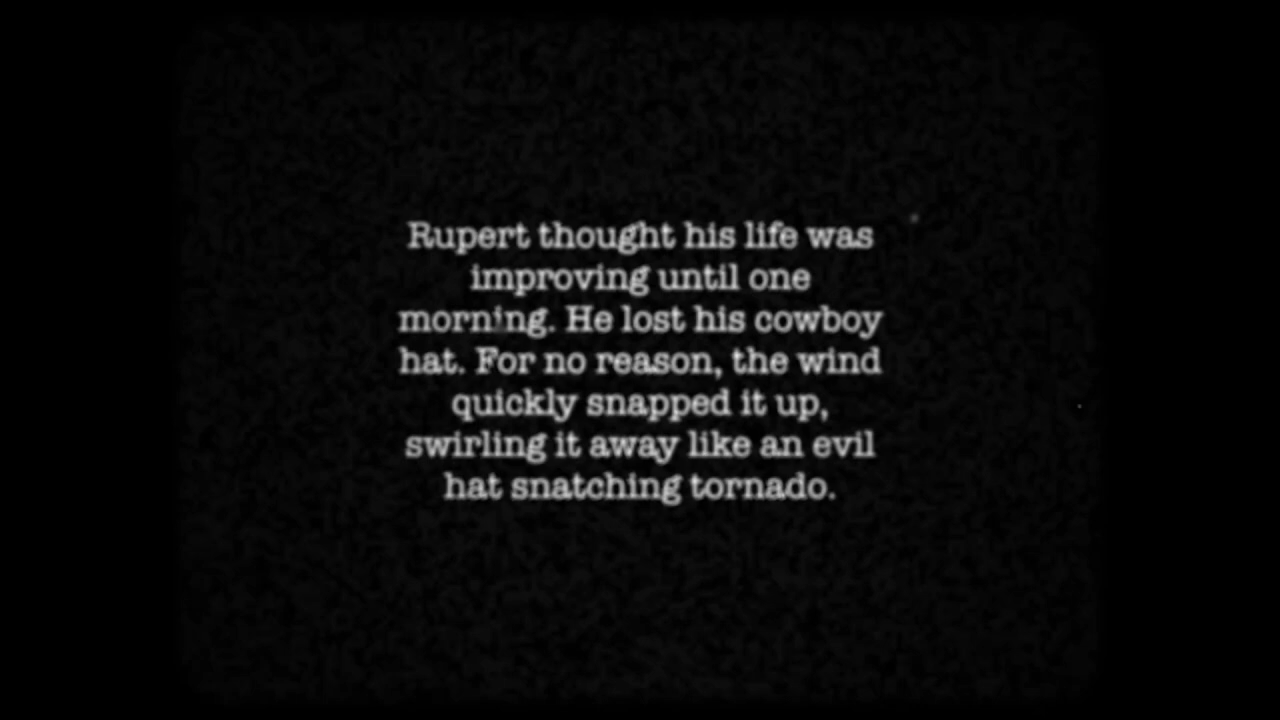 Rupert thought his life was
improving until one
morning. He lost his cowboy
hat. For no reason, the wind
quickly snapped it up,
swirling it away like an evil
hat snatching tornado.